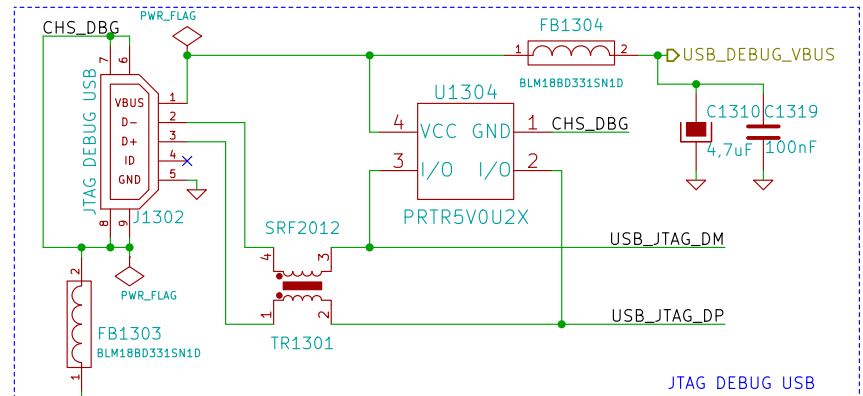 PWR_FLAG
CHS_DBG
FB1304
1
2
USB_DEBUG_VBUS
BLM18BD331SN1D
7
6
JTAG DEBUG USB
VBUS
1
D-
2
D+
3
ID
4
GND
5
8
9
J1302
U1304
4
VCC
GND
1
CHS_DBG
3
I/O
I/O
2
PRTR5V0U2X
C1310
4,7uF
C1319
100nF
SRF2012
4
3
1
2
TR1301
USB_JTAG_DM
USB_JTAG_DP
PWR_FLAG
2
FB1303
BLM18BD331SN1D
1
JTAG DEBUG USB